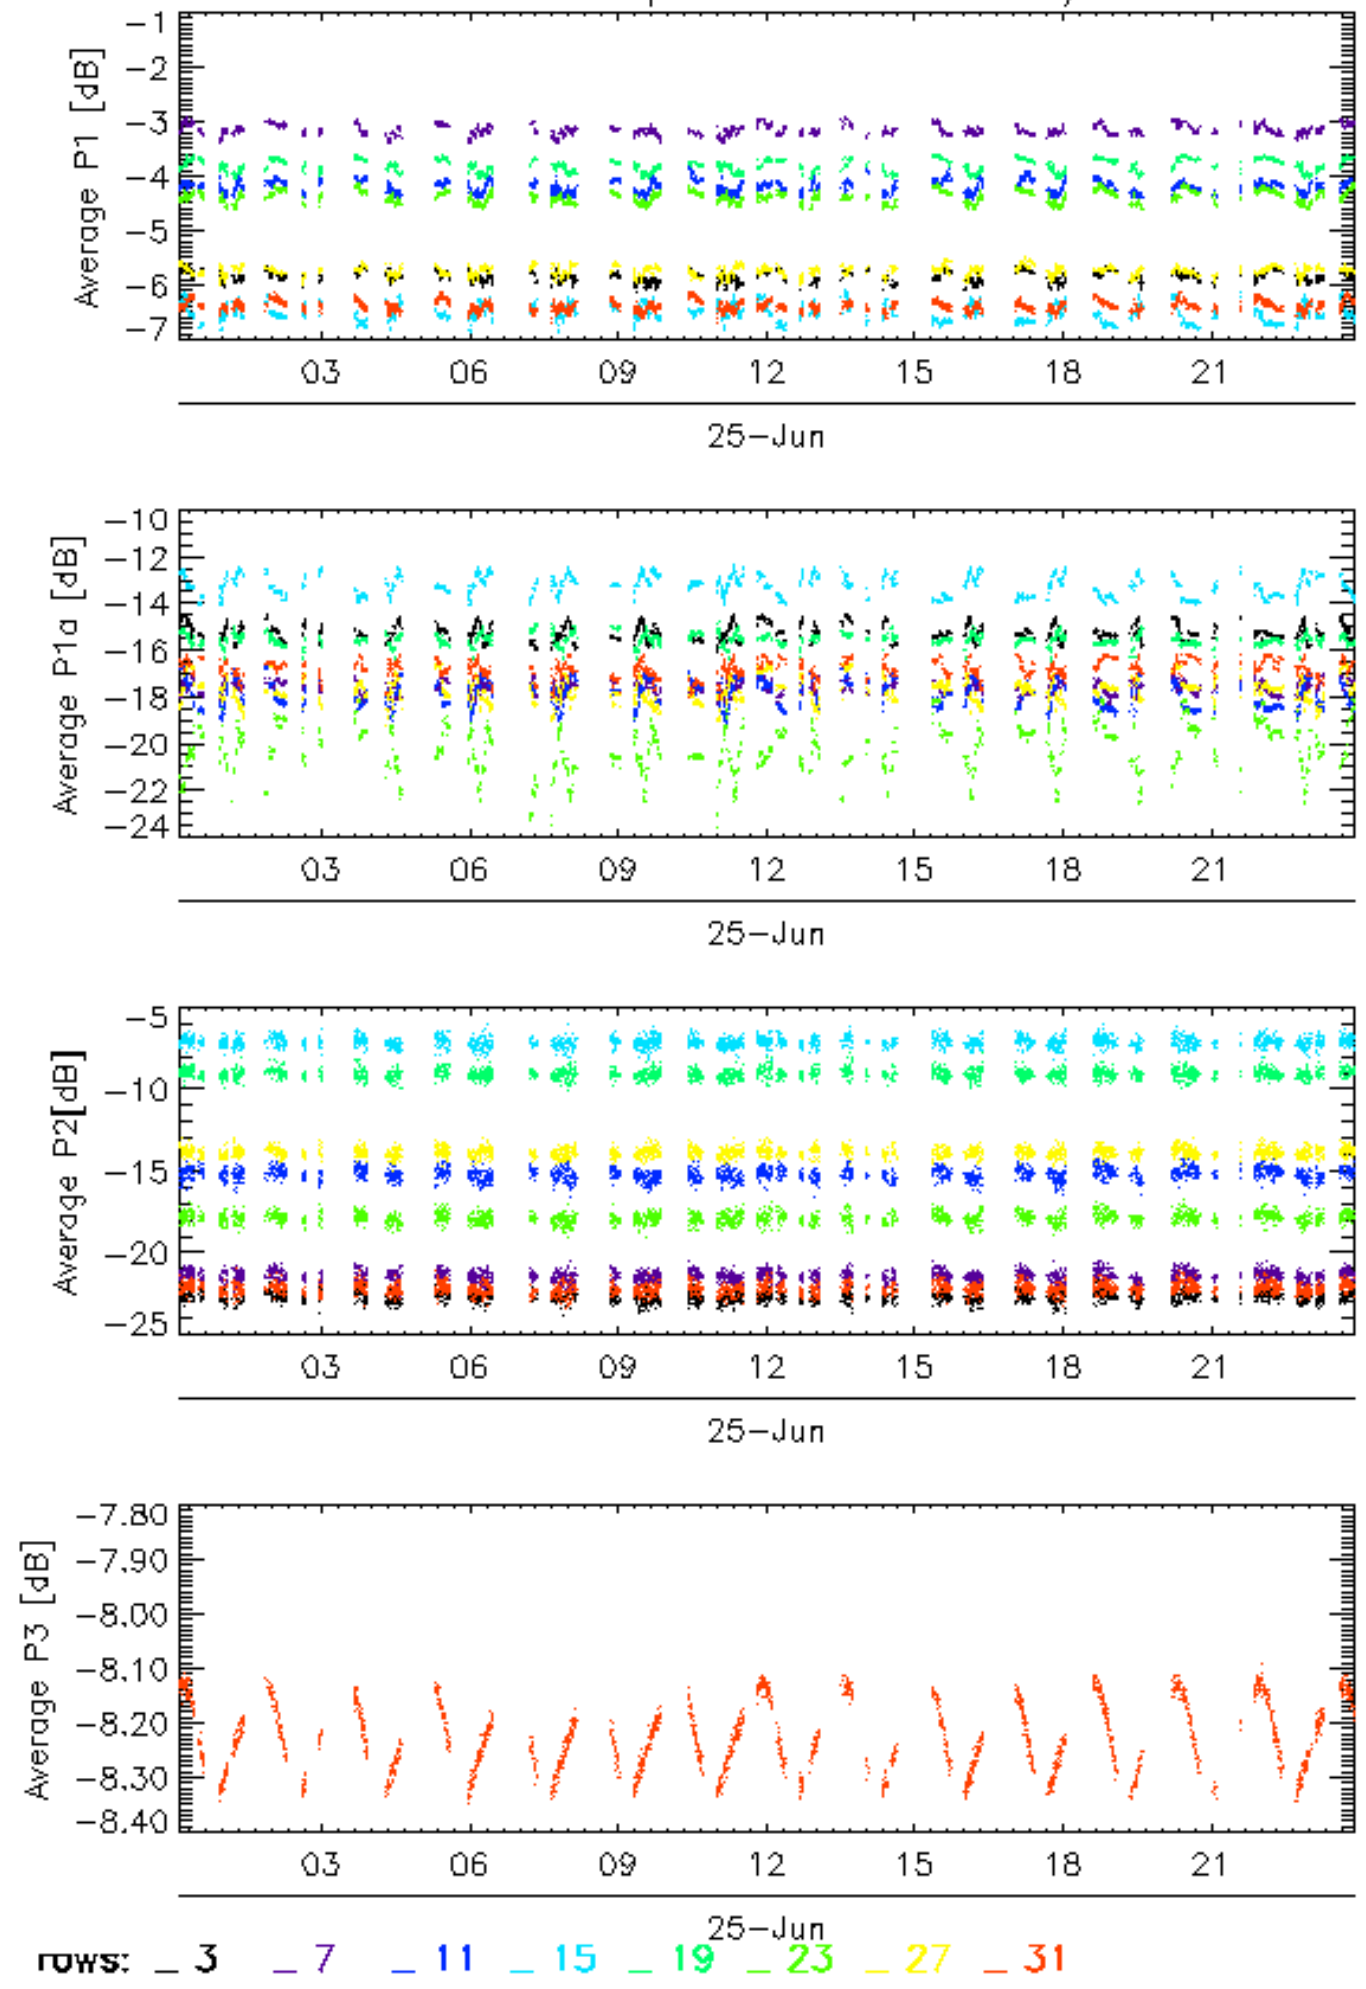 Average P1 [dB]
-1
-2
-3
-4
-5
-6
-7
03 06 09 12 15 18 21
25-Jun
Average P1a [dB]
-10
-12
-14
-16
-18
-20
-22
-24
03 06 09 12 15 18 21
25-Jun
Average P2[dB]
-5
-10
-15
-20
-25
03 06 09 12 15 18 21
25-Jun
Average P3 [dB]
-7.80
-7.90
-8.00
-8.10
-8.20
-8.30
-8.40
03 06 09 12 15 18 21
25-Jun
rows: _ 3 _ 7 _ 11 _ 15 _ 19 _ 23 _ 27 _ 31